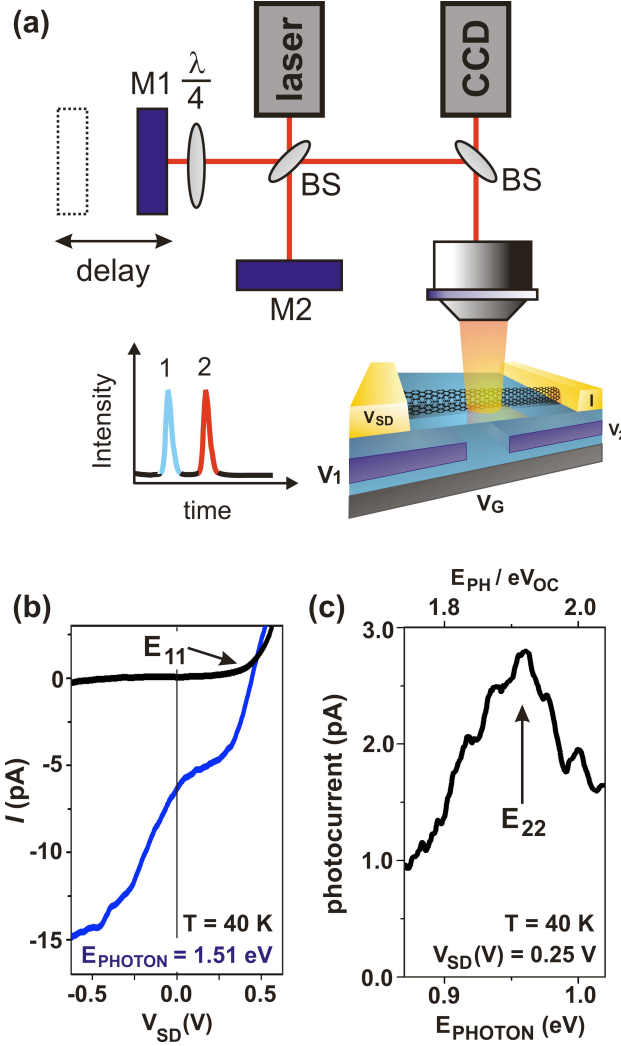 (a)
laser
CCD
M1
λ/4
BS
BS
delay
M2
Intensity
1
2
time
V_SD
I
V_1
V_2
V_G
(b)
I (pA)
0
-5
-10
-15
E_11
T = 40 K
E_PHOTON = 1.51 eV
-0.5
0.0
0.5
V_SD(V)
(c)
E_PH / eV_OC
1.8
1.9
2.0
photocurrent (pA)
3.0
2.0
1.0
0.0
E_22
T = 40 K
V_SD(V) = 0.25 V
0.9
1.0
E_PHOTON (eV)